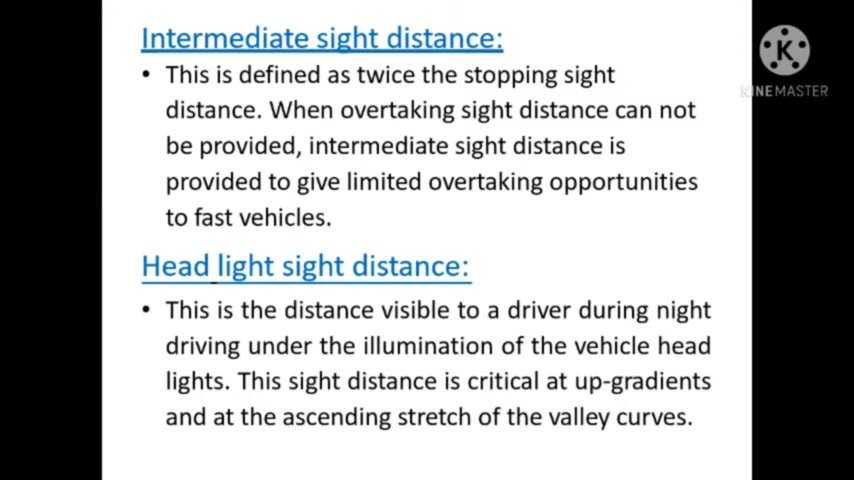 Intermediate sight distance:
• This is defined as twice the stopping sight
distance. When overtaking sight distance can not
be provided, intermediate sight distance is
provided to give limited overtaking opportunities
to fast vehicles.
Head light sight distance:
• This is the distance visible to a driver during night
driving under the illumination of the vehicle head
lights. This sight distance is critical at up-gradients
and at the ascending stretch of the valley curves.
K
KINEMASTER